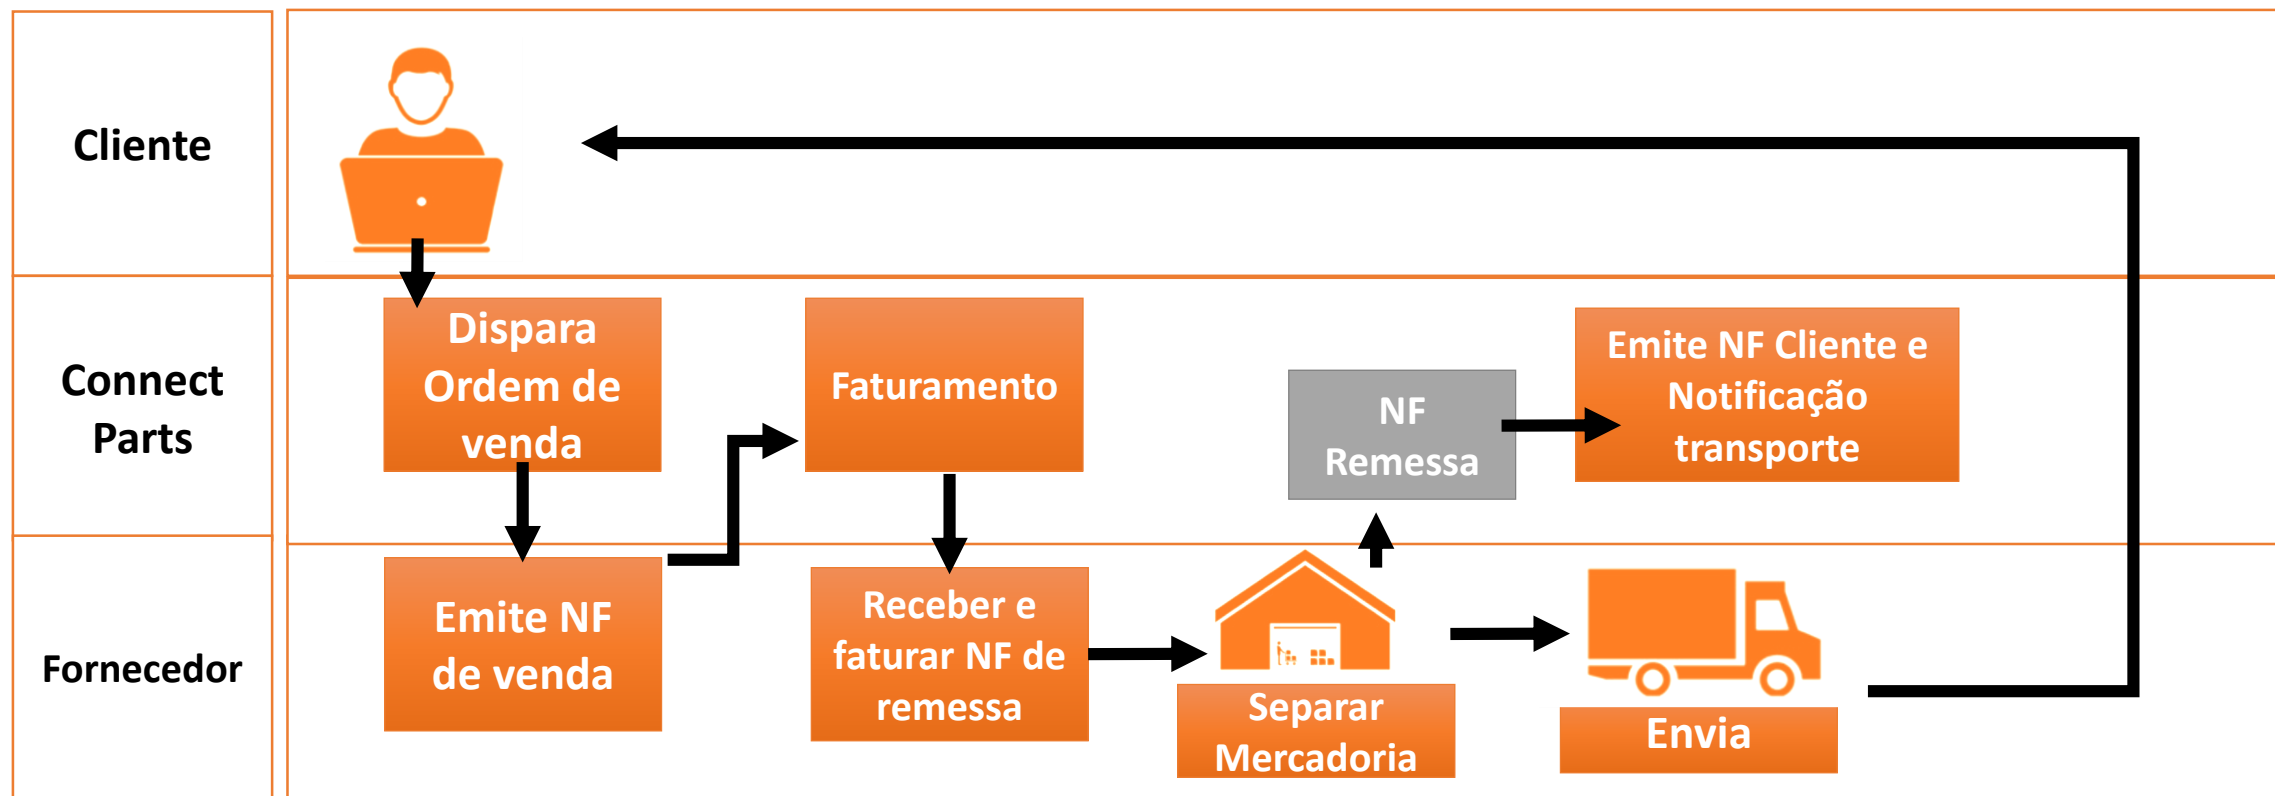 Cliente
Connect
Parts
Dispara
Ordem de
venda
Faturamento
NF
Remessa
Emite NF Cliente e
Notificação
transporte
Fornecedor
Emite NF
de venda
Receber e
faturar NF de
remessa
Separar
Mercadoria
Envia